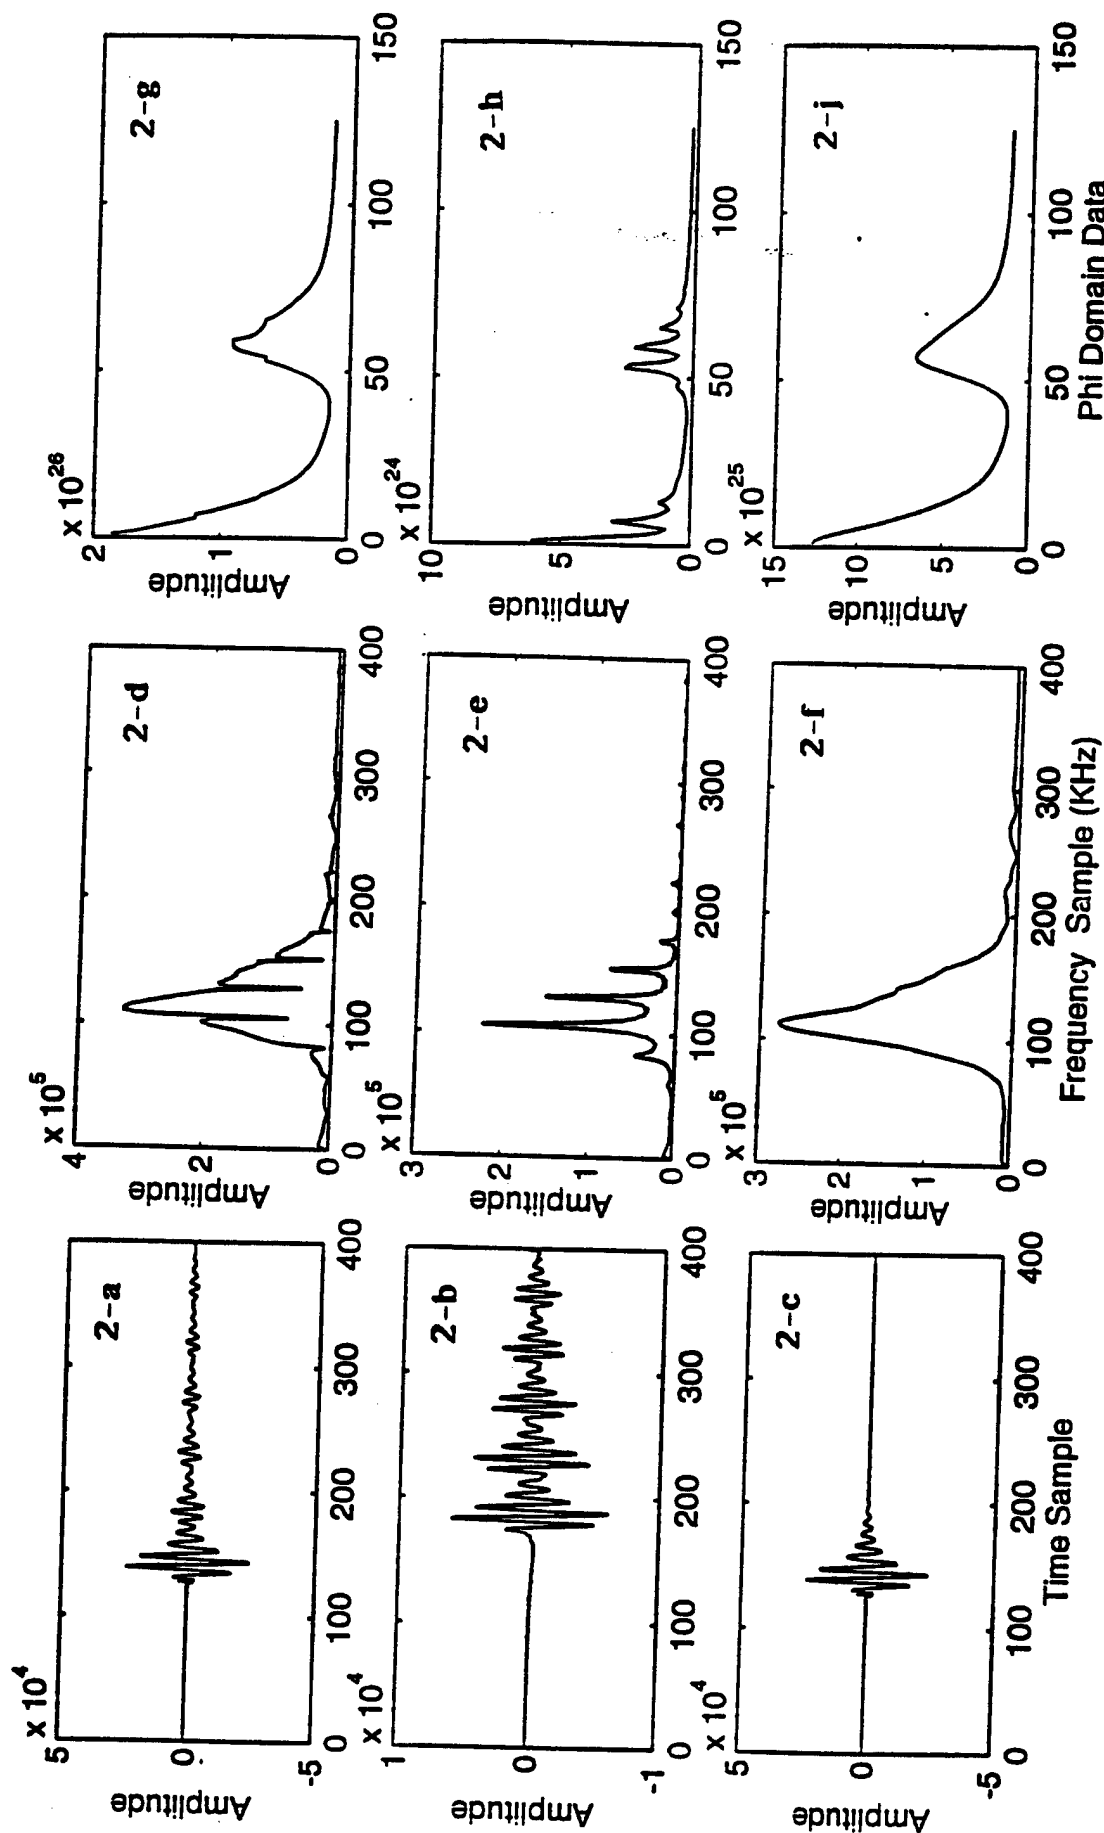 x 10^4
5
0
-5
Amplitude
2-a
0 100 200 300 400
x 10^5
4
2
0
Amplitude
2-d
0 100 200 300 400
x 10^26
2
1
0
Amplitude
2-g
0 50 100 150
x 10^4
1
0
-1
Amplitude
2-b
0 100 200 300 400
x 10^5
3
2
1
0
Amplitude
2-e
0 100 200 300 400
x 10^24
10
5
0
Amplitude
2-h
0 50 100 150
x 10^4
5
0
-5
Amplitude
2-c
0 100 200 300 400
Time Sample
x 10^5
3
2
1
0
Amplitude
2-f
0 100 200 300 400
Frequency Sample (KHz)
x 10^25
15
10
5
0
Amplitude
2-j
0 50 100 150
Phi Domain Data